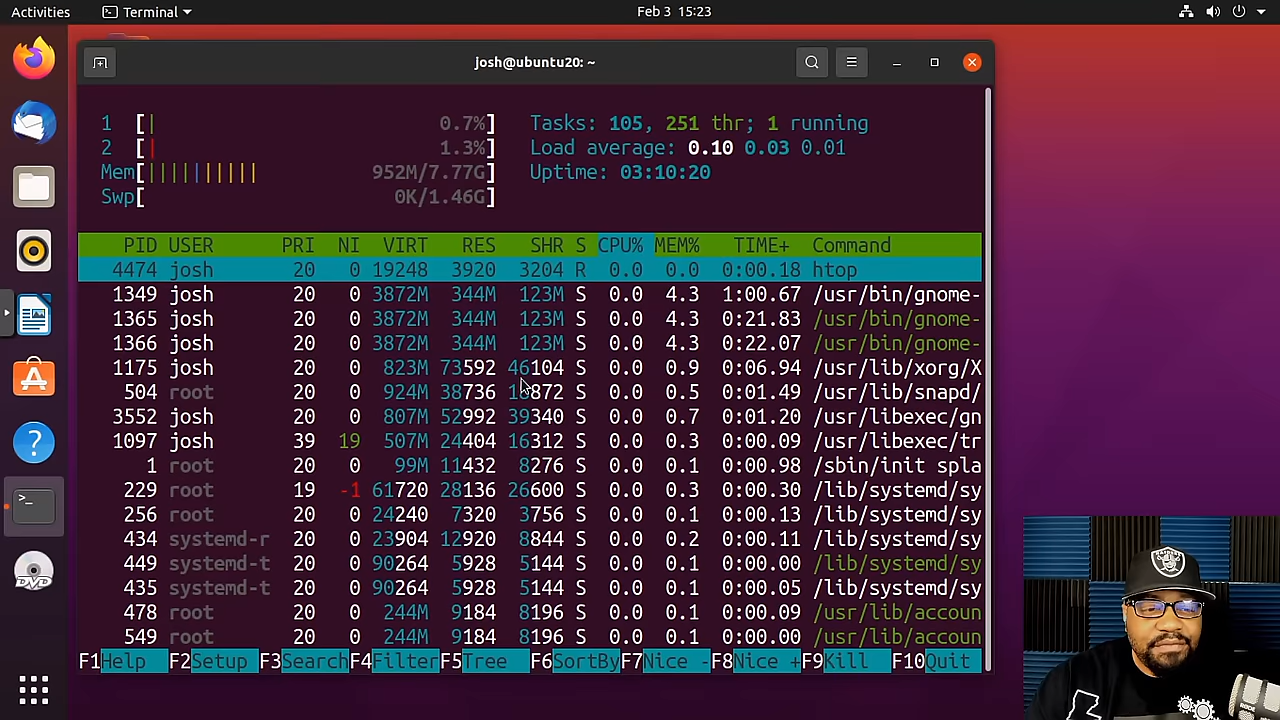 Activities Terminal Feb 3 15:23
josh@ubuntu20: ~
1 [| 0.7%] Tasks: 105, 251 thr; 1 running
2 [| 1.3%] Load average: 0.10 0.03 0.01
Mem[|||||||||| 952M/7.77G] Uptime: 03:10:20
Swp[ 0K/1.46G]
PID USER PRI NI VIRT RES SHR S CPU% MEM% TIME+ Command
4474 josh 20 0 19248 3920 3204 R 0.0 0.0 0:00.18 htop
1349 josh 20 0 3872M 344M 123M S 0.0 4.3 1:00.67 /usr/bin/gnome-
1365 josh 20 0 3872M 344M 123M S 0.0 4.3 0:21.83 /usr/bin/gnome-
1366 josh 20 0 3872M 344M 123M S 0.0 4.3 0:22.07 /usr/bin/gnome-
1175 josh 20 0 823M 73592 46104 S 0.0 0.9 0:06.94 /usr/lib/xorg/X
504 root 20 0 924M 38736 18872 S 0.0 0.5 0:01.49 /usr/lib/snapd/
3552 josh 20 0 807M 52992 39340 S 0.0 0.7 0:01.20 /usr/libexec/gn
1097 josh 39 19 507M 24404 16312 S 0.0 0.3 0:00.09 /usr/libexec/tr
1 root 20 0 99M 11432 8276 S 0.0 0.1 0:00.98 /sbin/init spla
229 root 19 -1 61720 28136 26600 S 0.0 0.3 0:00.30 /lib/systemd/sy
256 root 20 0 24240 7320 3756 S 0.0 0.1 0:00.13 /lib/systemd/sy
434 systemd-r 20 0 23904 12920 8844 S 0.0 0.2 0:00.11 /lib/systemd/sy
449 systemd-t 20 0 90264 5928 5144 S 0.0 0.1 0:00.00 /lib/systemd/sy
435 systemd-t 20 0 90264 5928 5144 S 0.0 0.1 0:00.05 /lib/systemd/sy
478 root 20 0 244M 9184 8196 S 0.0 0.1 0:00.09 /usr/lib/accoun
549 root 20 0 244M 9184 8196 S 0.0 0.1 0:00.00 /usr/lib/accoun
F1Help F2Setup F3SearchF4FilterF5Tree F6SortByF7Nice -F8Nice +F9Kill F10Quit
DVD